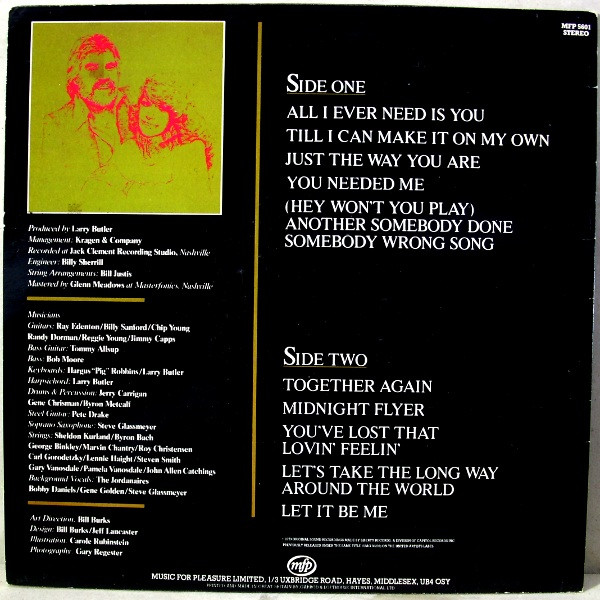 MFP 5601
STEREO
Produced by Larry Butler
Management: Kragen & Company
Recorded at Jack Clement Recording Studio, Nashville
Engineer: Billy Sherrill
String Arrangements: Bill Justis
Mastered by Glenn Meadows at Masterfonics, Nashville
Musicians
Guitars: Ray Edenton/Billy Sanford/Chip Young
Randy Dorman/Reggie Young/Jimmy Capps
Bass Guitar: Tommy Allsup
Bass: Bob Moore
Keyboards: Hargus "Pig" Robbins/Larry Butler
Harpsichord: Larry Butler
Drums & Percussion: Jerry Carrigan
Gene Chrisman/Byron Metcalf
Steel Guitar: Pete Drake
Soprano Saxophone: Steve Glassmeyer
Strings: Sheldon Kurland/Byron Bach
George Binkley/Marvin Chantry/Roy Christensen
Carl Gorodetzky/Lennie Haight/Steven Smith
Gary Vanosdale/Pamela Vanosdale/John Allen Catchings
Background Vocals: The Jordanaires
Bobby Daniels/Gene Golden/Steve Glassmeyer
Art Direction: Bill Burks
Design: Bill Burks/Jeff Lancaster
Illustration: Carole Rubinstein
Photography: Gary Regester
SIDE ONE
ALL I EVER NEED IS YOU
TILL I CAN MAKE IT ON MY OWN
JUST THE WAY YOU ARE
YOU NEEDED ME
(HEY WON'T YOU PLAY)
ANOTHER SOMEBODY DONE
SOMEBODY WRONG SONG
SIDE TWO
TOGETHER AGAIN
MIDNIGHT FLYER
YOU'VE LOST THAT
LOVIN' FEELIN'
LET'S TAKE THE LONG WAY
AROUND THE WORLD
LET IT BE ME
mfp
MUSIC FOR PLEASURE LIMITED, 1/3 UXBRIDGE ROAD, HAYES, MIDDLESEX, UB4 OSY